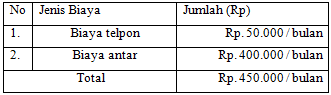 No Jenis Biaya Jumlah (Rp)
1. Biaya telpon Rp. 50.000 / bulan
2. Biaya antar Rp. 400.000 / bulan
Total Rp. 450.000 / bulan